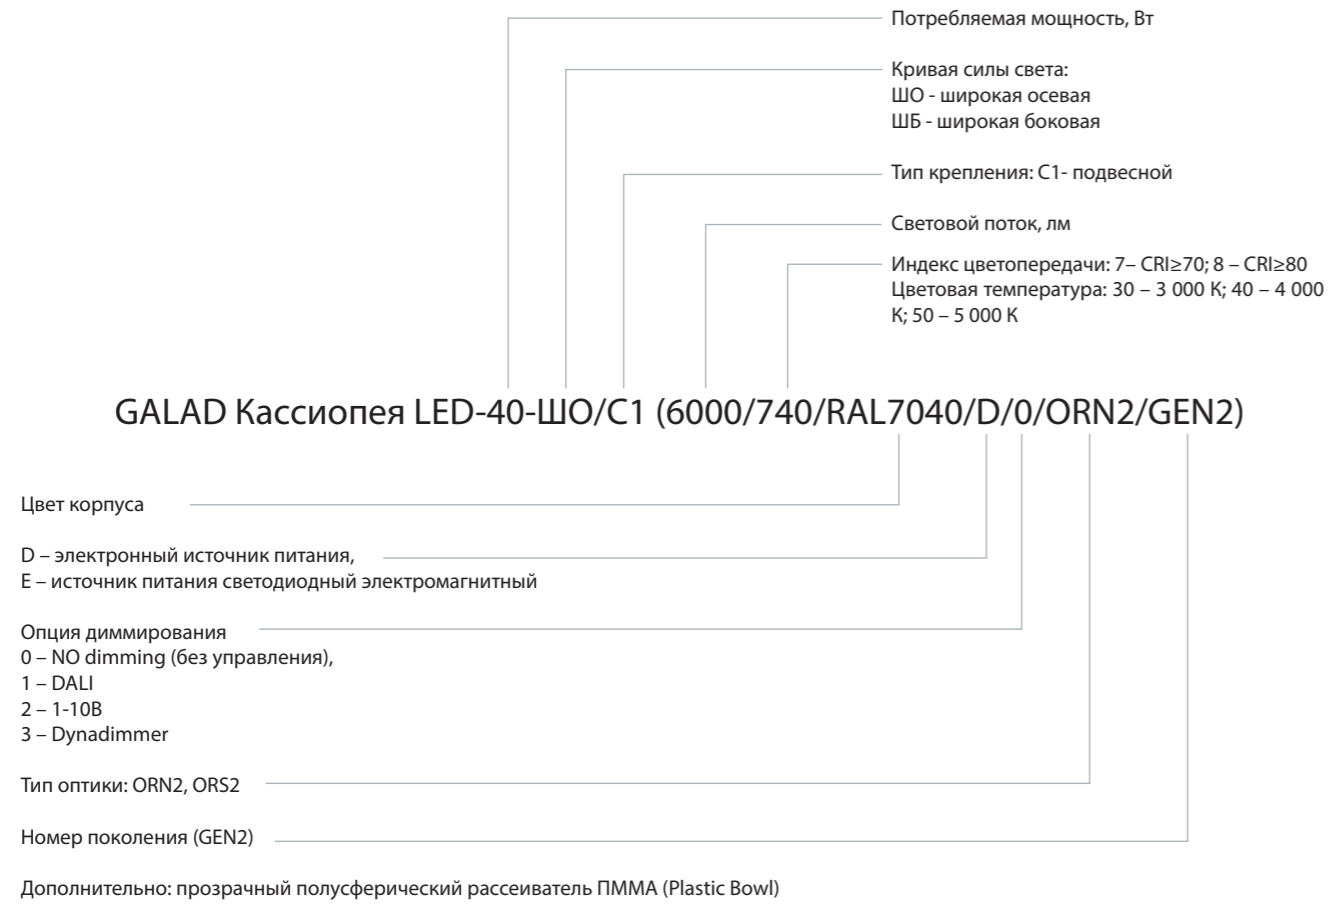 Потребляемая мощность, Вт
Кривая силы света:
ШО - широкая осевая
ШБ - широкая боковая
Тип крепления: С1- подвесной
Световой поток, лм
Индекс цветопередачи: 7– CRI≥70; 8 – CRI≥80
Цветовая температура: 30 – 3 000 К; 40 – 4 000
К; 50 – 5 000 К
GALAD Кассиопея LED-40-ШО/С1 (6000/740/RAL7040/D/0/ORN2/GEN2)
Цвет корпуса
D – электронный источник питания,
E – источник питания светодиодный электромагнитный
Опция диммирования
0 – NO dimming (без управления),
1 – DALI
2 – 1-10В
3 – Dynadimmer
Тип оптики: ORN2, ORS2
Номер поколения (GEN2)
Дополнительно: прозрачный полусферический рассеиватель ПММА (Plastic Bowl)